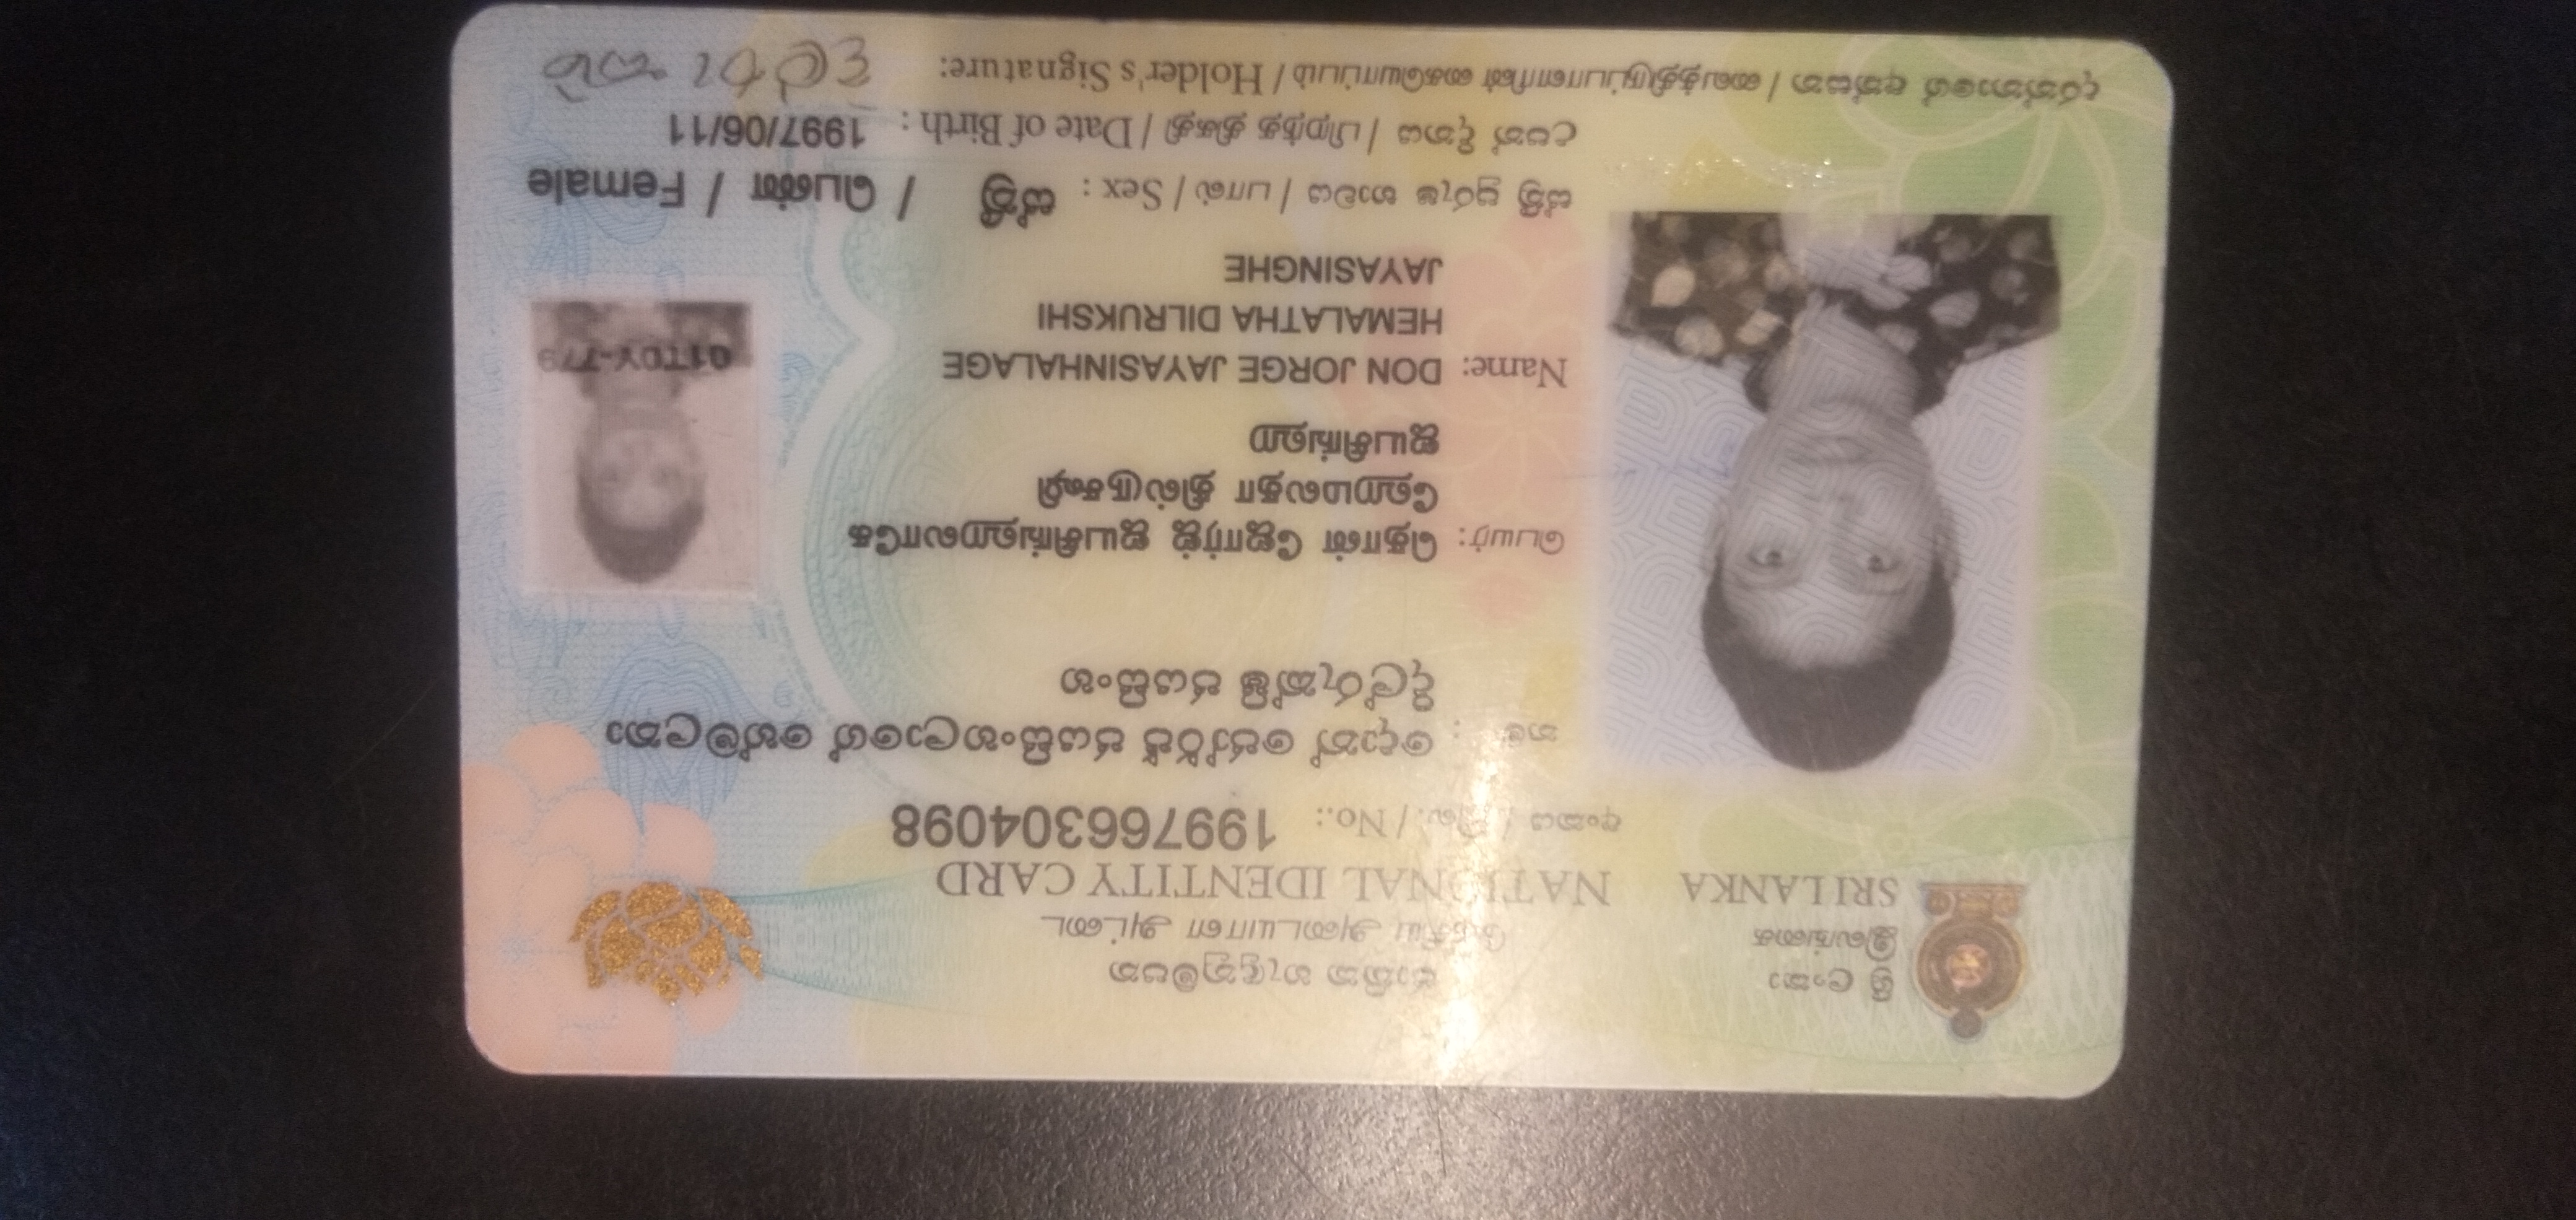 ශ්‍රී ලංකා
இலங்கை
SRI LANKA
ජාතික හැඳුනුම්පත
தேசிய அடையாள அட்டை
NATIONAL IDENTITY CARD
අංකය / இல. / No.: 199766304098
නම : දොන් ජෝර්ජ් ජයසිංහලාගේ හේමලතා
දිල්රුක්ෂි ජයසිංහ
பெயர்: தொன் ஜோர்ஜ் ஜயசிங்ஹலாகே
ஹேமலதா தில்ருக்ஷி
ஜயசிங்ஹ
Name: DON JORGE JAYASINHALAGE
HEMALATHA DILRUKSHI
JAYASINGHE
01TDY-779
ස්ත්‍රී පුරුෂ භාවය / பால் / Sex : ස්ත්‍රී / பெண் / Female
උපන් දිනය / பிறந்த திகதி / Date of Birth : 1997/06/11
දරන්නාගේ අත්සන / வைத்திருப்பாளரின் கையொப்பம் / Holder's Signature: